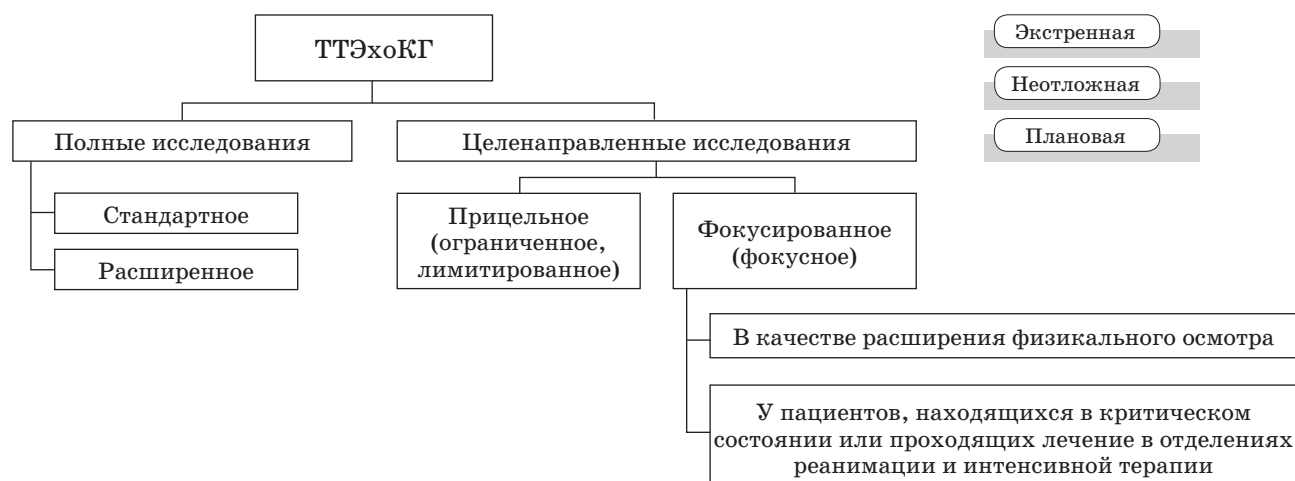 ТТЭхоКГ
Экстренная
Неотложная
Плановая
Полные исследования
Целенаправленные исследования
Стандартное
Расширенное
Прицельное
(ограниченное,
лимитированное)
Фокусированное
(фокусное)
В качестве расширения физикального осмотра
У пациентов, находящихся в критическом
состоянии или проходящих лечение в отделениях
реанимации и интенсивной терапии